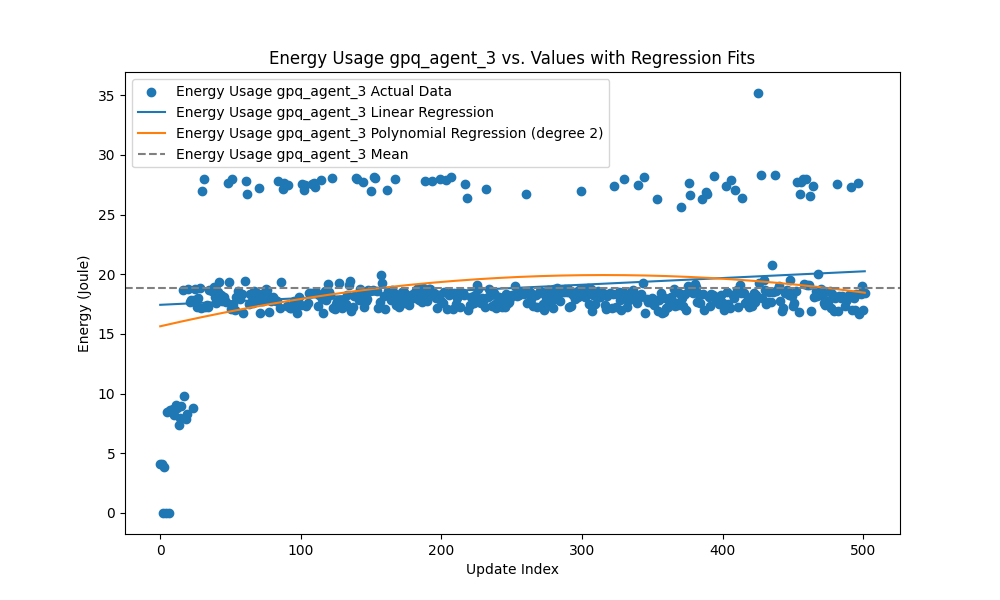 Energy Usage gpq_agent_3 vs. Values with Regression Fits
Energy Usage gpq_agent_3 Actual Data
Energy Usage gpq_agent_3 Linear Regression
Energy Usage gpq_agent_3 Polynomial Regression (degree 2)
Energy Usage gpq_agent_3 Mean
Energy (Joule)
35
30
25
20
15
10
5
0
0 100 200 300 400 500
Update Index